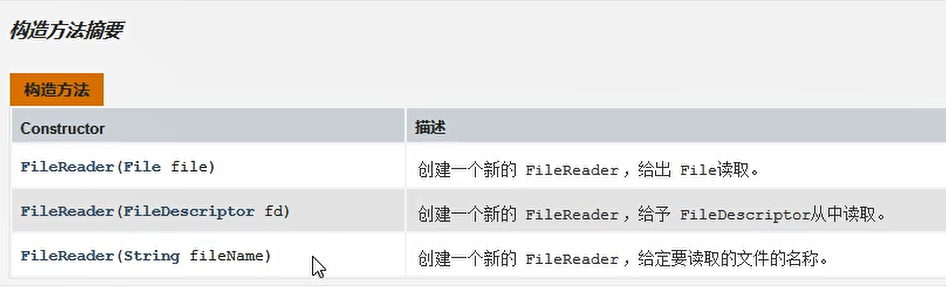 构造方法摘要
构造方法
Constructor 描述
FileReader(File file) 创建一个新的 FileReader ，给出 File读取。
FileReader(FileDescriptor fd) 创建一个新的 FileReader ，给予 FileDescriptor从中读取。
FileReader(String fileName) 创建一个新的 FileReader ，给定要读取的文件的名称。